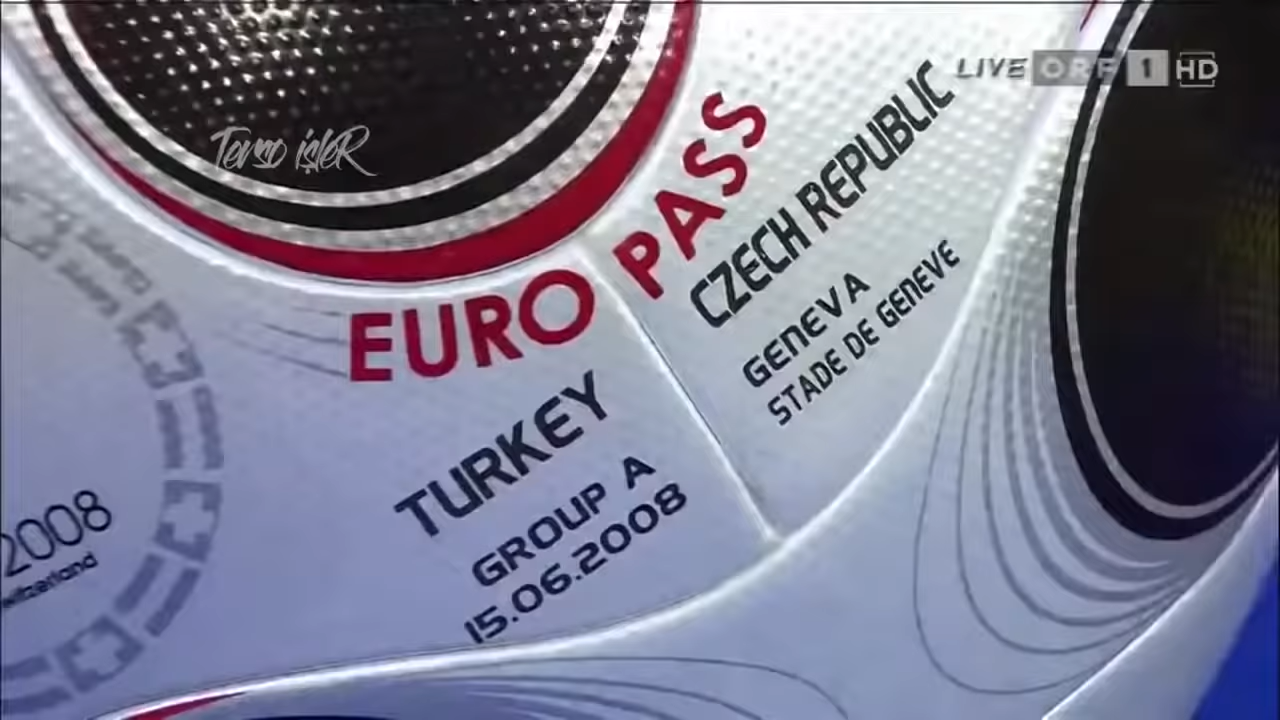 LIVE ORF 1 HD
Terso işleR
EURO PASS
TURKEY
GROUP A
15.06.2008
CZECH REPUBLIC
GENEVA
STADE DE GENEVE
2008